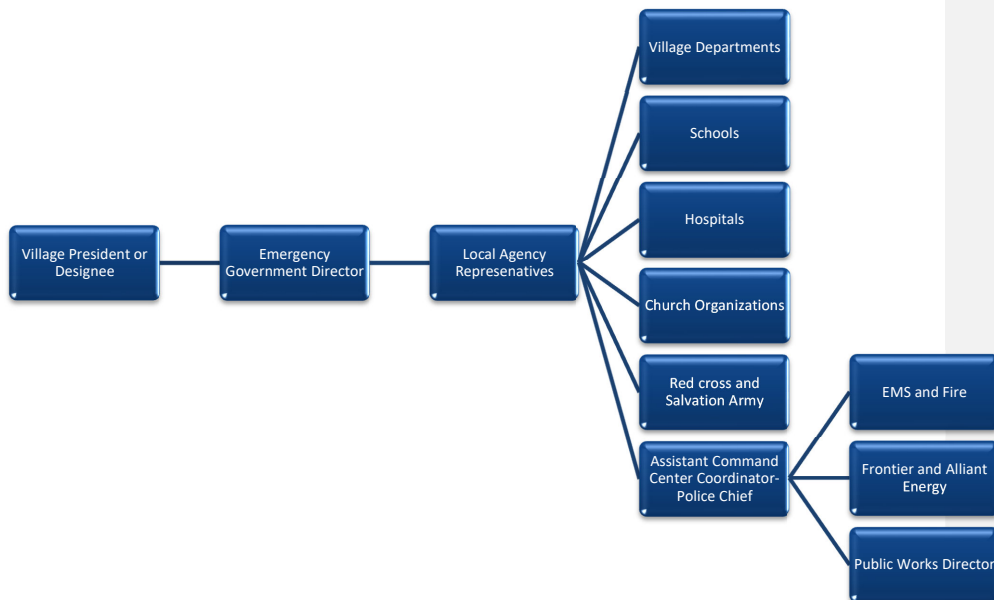 Village President or
Designee
Emergency
Government Director
Local Agency
Represenatives
Village Departments
Schools
Hospitals
Church Organizations
Red cross and
Salvation Army
Assistant Command
Center Coordinator-
Police Chief
EMS and Fire
Frontier and Alliant
Energy
Public Works Director